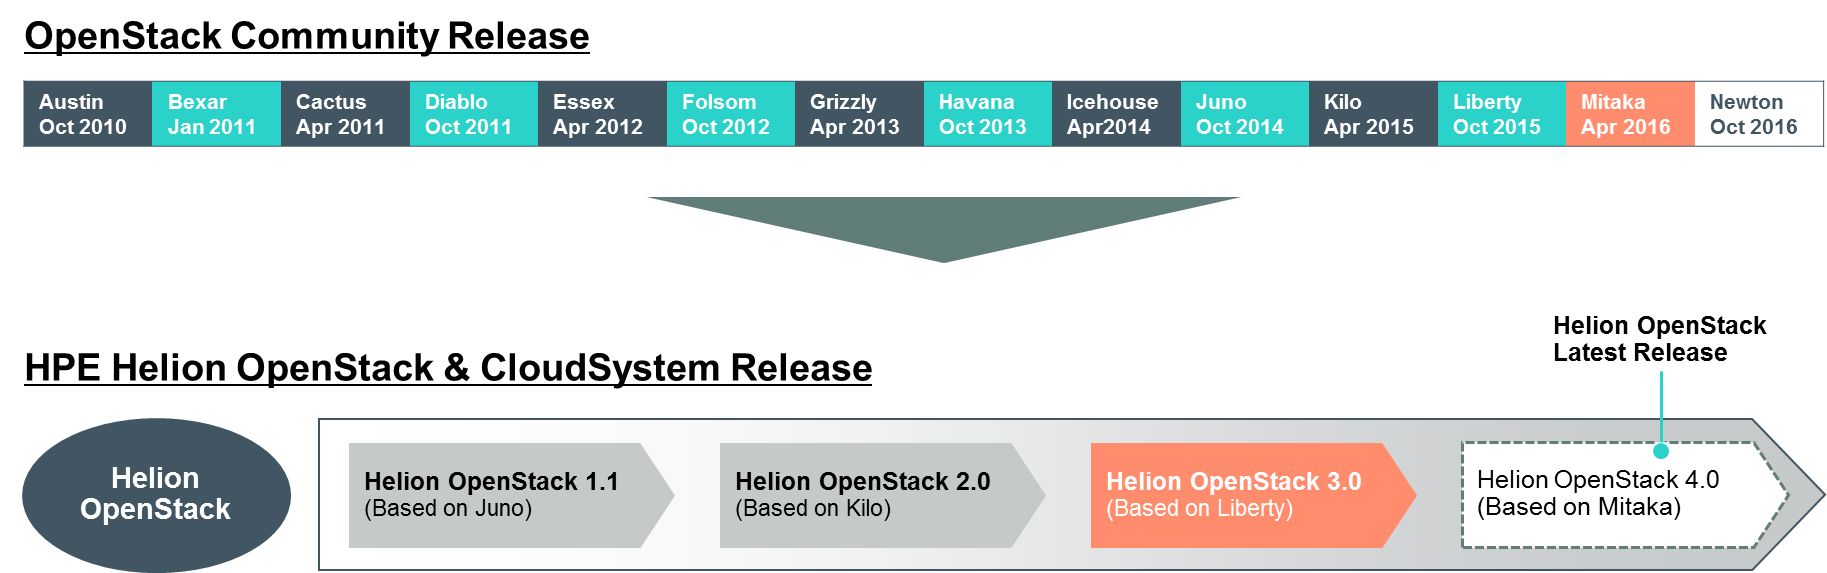 OpenStack Community Release
Austin
Oct 2010
Bexar
Jan 2011
Cactus
Apr 2011
Diablo
Oct 2011
Essex
Apr 2012
Folsom
Oct 2012
Grizzly
Apr 2013
Havana
Oct 2013
Icehouse
Apr2014
Juno
Oct 2014
Kilo
Apr 2015
Liberty
Oct 2015
Mitaka
Apr 2016
Newton
Oct 2016
Helion OpenStack
Latest Release
HPE Helion OpenStack & CloudSystem Release
Helion
OpenStack
Helion OpenStack 1.1
(Based on Juno)
Helion OpenStack 2.0
(Based on Kilo)
Helion OpenStack 3.0
(Based on Liberty)
Helion OpenStack 4.0
(Based on Mitaka)